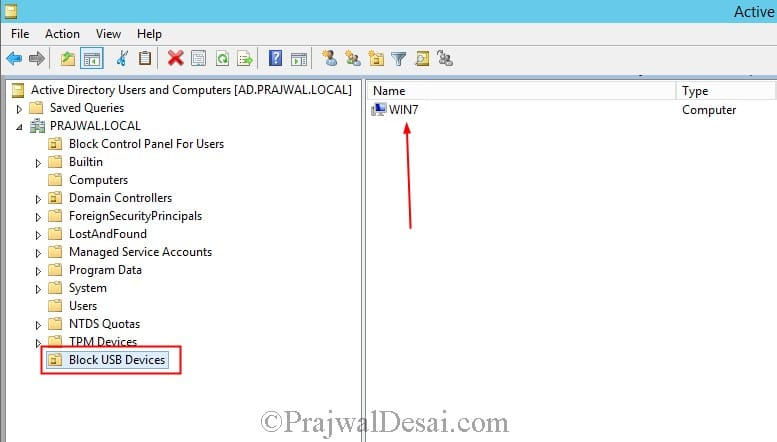 Active
File Action View Help
Active Directory Users and Computers [AD.PRAJWAL.LOCAL]
Saved Queries
PRAJWAL.LOCAL
Block Control Panel For Users
Builtin
Computers
Domain Controllers
ForeignSecurityPrincipals
LostAndFound
Managed Service Accounts
Program Data
System
Users
NTDS Quotas
TPM Devices
Block USB Devices
Name Type
WIN7 Computer
©PrajwalDesai.com